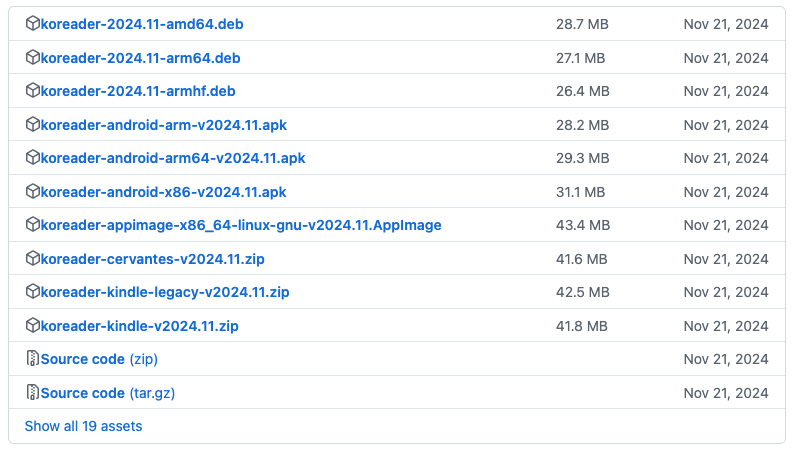 koreader-2024.11-amd64.deb 28.7 MB Nov 21, 2024
koreader-2024.11-arm64.deb 27.1 MB Nov 21, 2024
koreader-2024.11-armhf.deb 26.4 MB Nov 21, 2024
koreader-android-arm-v2024.11.apk 28.2 MB Nov 21, 2024
koreader-android-arm64-v2024.11.apk 29.3 MB Nov 21, 2024
koreader-android-x86-v2024.11.apk 31.1 MB Nov 21, 2024
koreader-appimage-x86_64-linux-gnu-v2024.11.AppImage 43.4 MB Nov 21, 2024
koreader-cervantes-v2024.11.zip 41.6 MB Nov 21, 2024
koreader-kindle-legacy-v2024.11.zip 42.5 MB Nov 21, 2024
koreader-kindle-v2024.11.zip 41.8 MB Nov 21, 2024
Source code (zip) Nov 21, 2024
Source code (tar.gz) Nov 21, 2024
Show all 19 assets